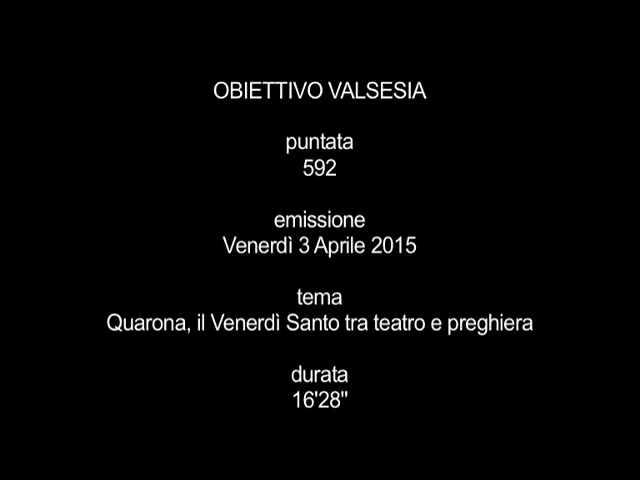 OBIETTIVO VALSESIA
puntata
592
emissione
Venerdì 3 Aprile 2015
tema
Quarona, il Venerdì Santo tra teatro e preghiera
durata
16'28"